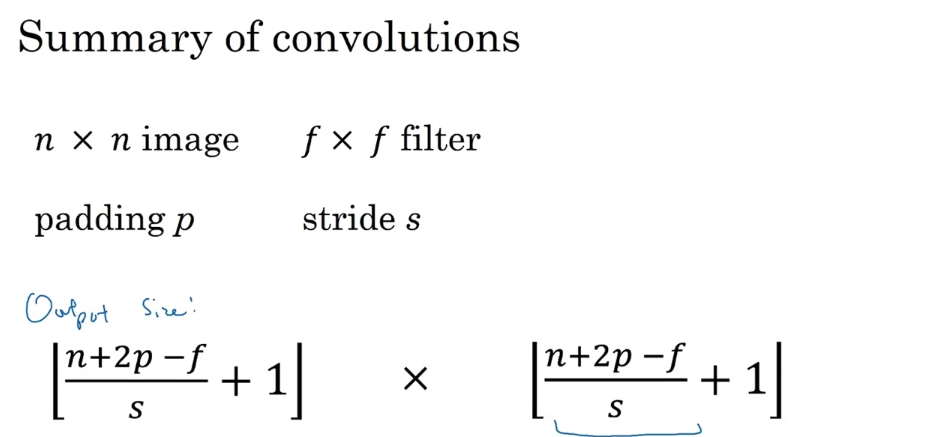 Summary of convolutions
n × n image f × f filter
padding p stride s
Output size:
⌊(n+2p – f)/s + 1⌋ × ⌊(n+2p – f)/s + 1⌋